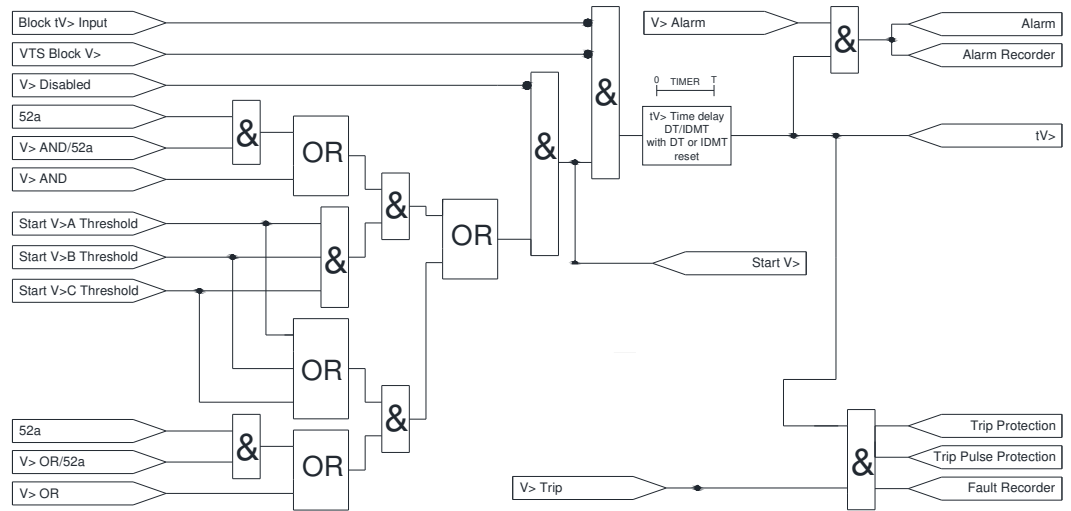 Block tV> Input
VTS Block V>
V> Disabled
52a
V> AND/52a
V> AND
Start V>A Threshold
Start V>B Threshold
Start V>C Threshold
52a
V> OR/52a
V> OR
&
OR
&
&
OR
&
OR
&
OR
&
&
V> Alarm
0 TIMER T
tV> Time delay
DT/IDMT
with DT or IDMT
reset
&
Alarm
Alarm Recorder
tV>
Start V>
V> Trip
&
Trip Protection
Trip Pulse Protection
Fault Recorder